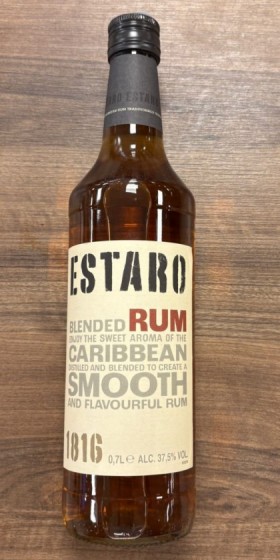 ESTARO
ESTARO
BLENDED RUM
ENJOY THE SWEET AROMA OF THE
CARIBBEAN
DISTILLED AND BLENDED TO CREATE A
SMOOTH
AND FLAVOURFUL RUM
1816 0,7L ℮ ALC. 37,5% VOL